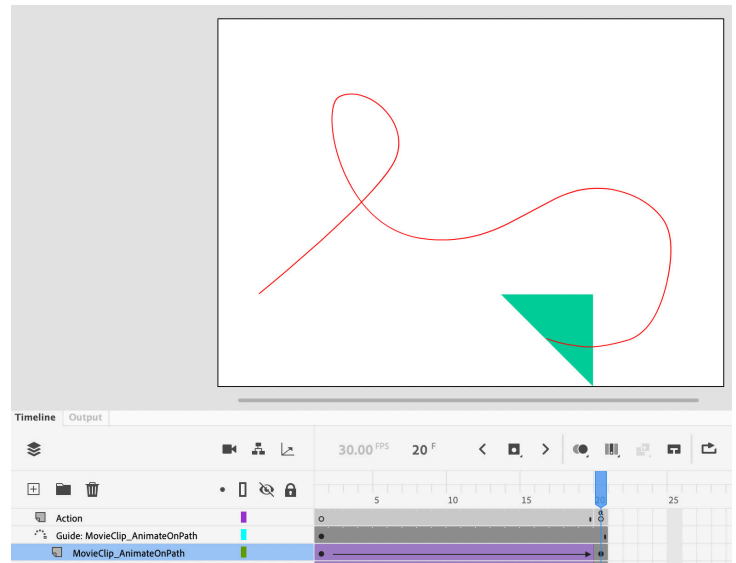 Timeline Output
30.00 FPS 20 F
5 10 15 20 25
Action
Guide: MovieClip_AnimateOnPath
MovieClip_AnimateOnPath